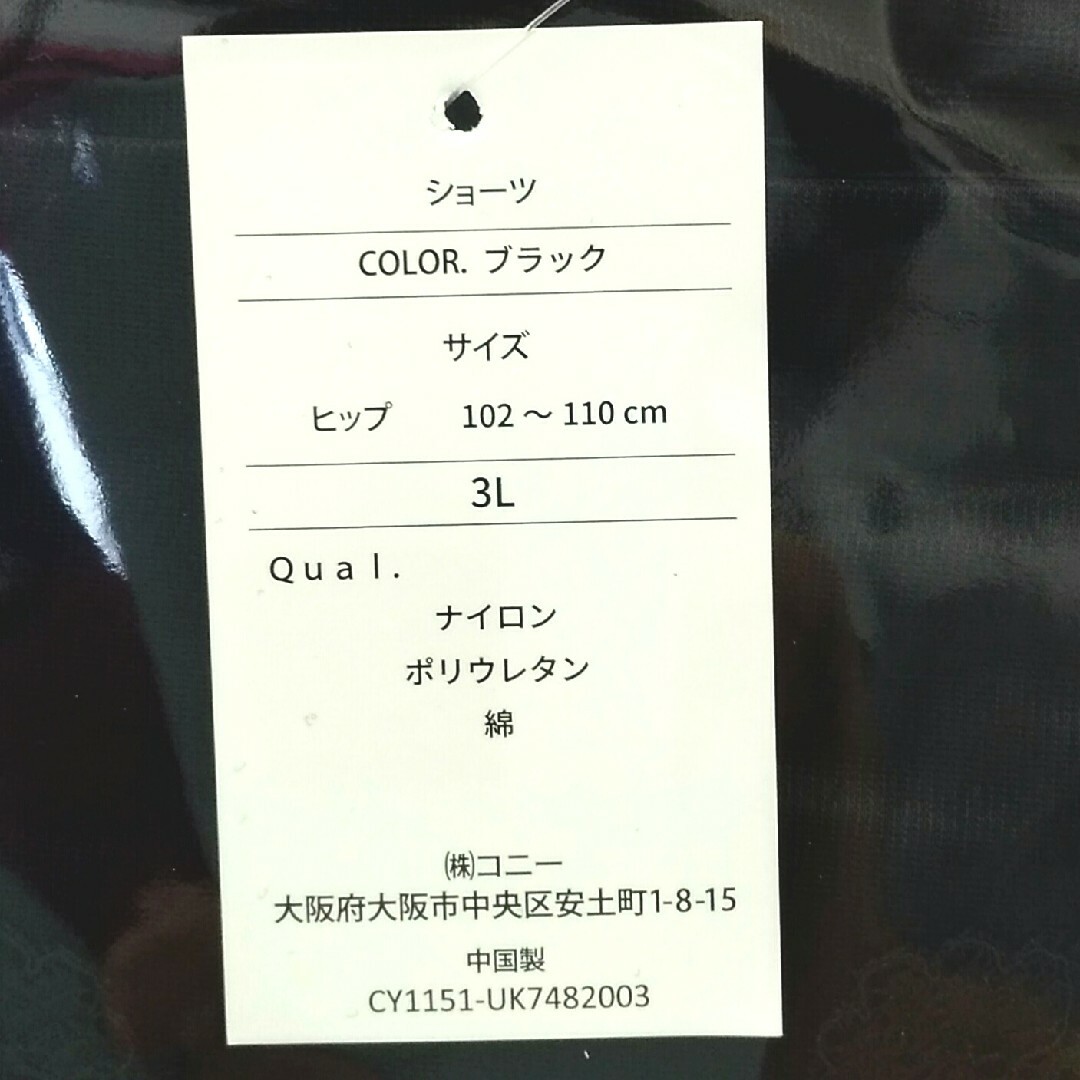 ショーツ
COLOR. ブラック
サイズ
ヒップ 102～110 cm
3L
Qual.
ナイロン
ポリウレタン
綿
㈱コニー
大阪府大阪市中央区安土町1-8-15
中国製
CY1151-UK7482003